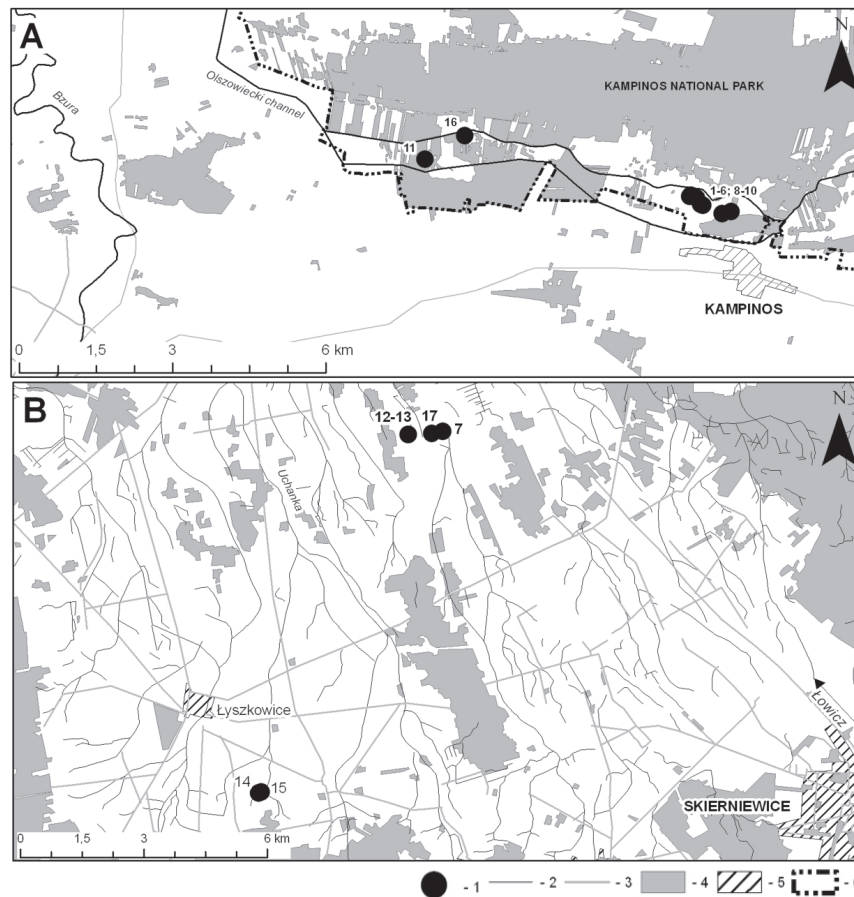 A
N
Bzura
Olszowiecki channel
KAMPINOS NATIONAL PARK
16
11
1-6; 8-10
KAMPINOS
0 1,5 3 6 km
B
N
12-13 17 7
Uchanka
Łyszkowice
Łowicz
14 15
SKIERNIEWICE
0 1,5 3 6 km
- 1 - 2 - 3 - 4 - 5